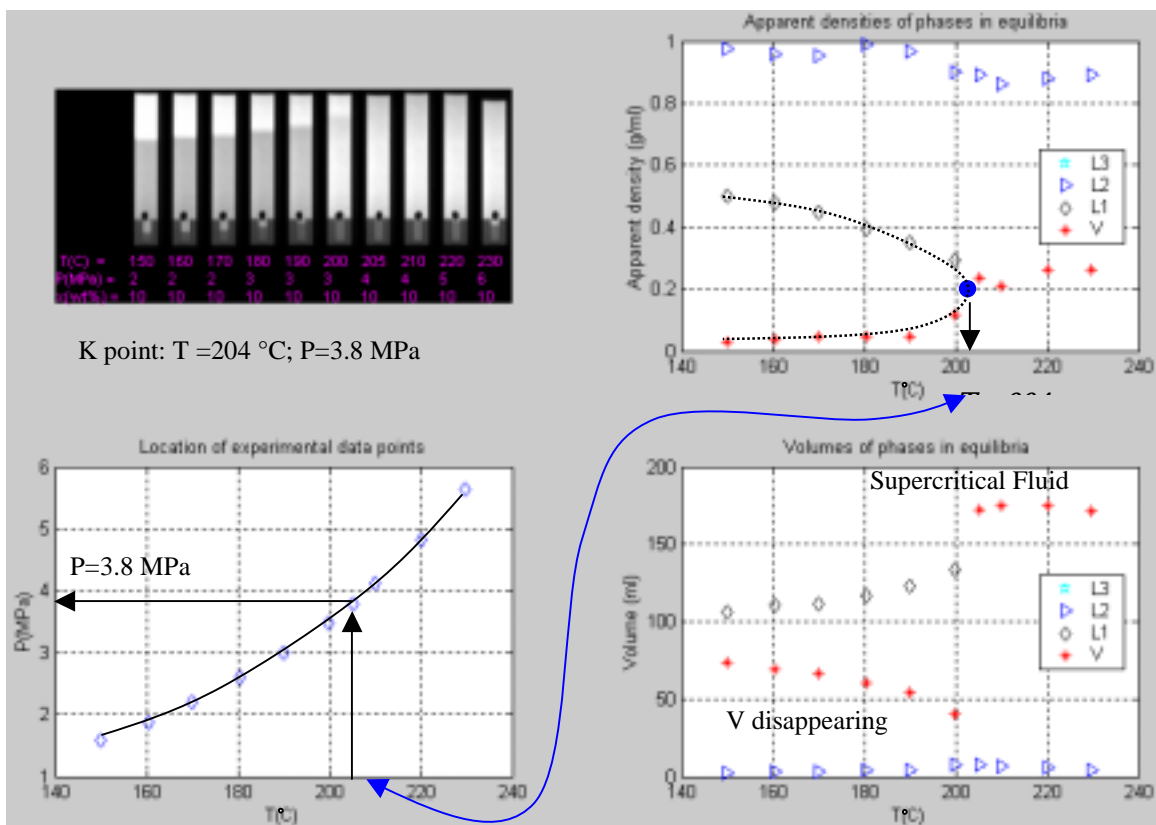 T(C) = 150 160 170 180 190 200 205 210 220 230
P(MPa) = 2 2 2 3 3 3 4 4 5 6
x(wt%) = 10 10 10 10 10 10 10 10 10 10
K point: T =204 °C; P=3.8 MPa
Apparent densities of phases in equilibria
Apparent density (g/ml)
1
0.8
0.6
0.4
0.2
0
L3
L2
L1
V
140 160 180 200 220 240
T(°C)
Location of experimental data points
P(MPa)
6
5
4
3
2
1
P=3.8 MPa
140 160 180 200 220 240
T(°C)
Volumes of phases in equilibria
Volume (ml)
200
150
100
50
0
Supercritical Fluid
L3
L2
L1
V
V disappearing
140 160 180 200 220 240
T(°C)